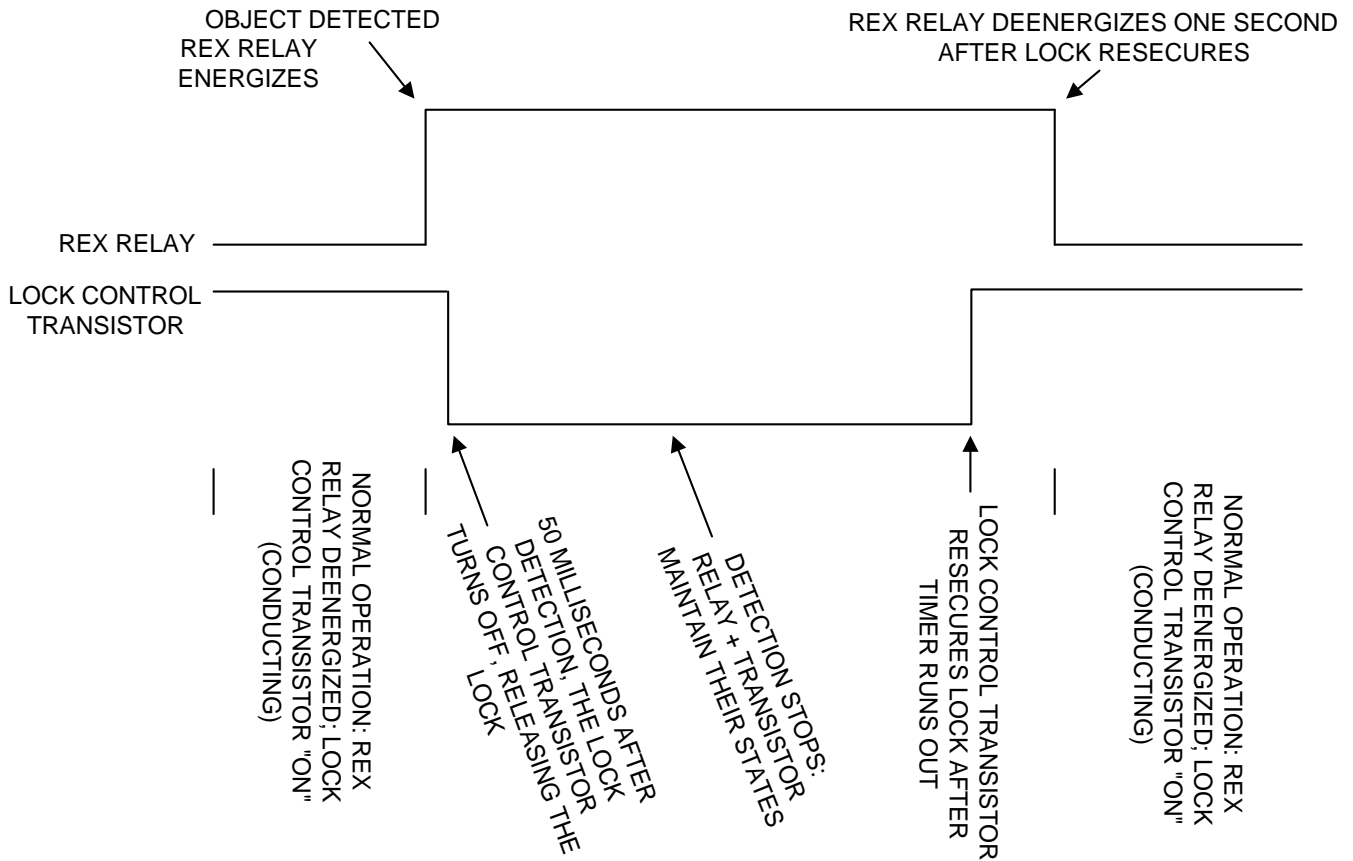 OBJECT DETECTED
REX RELAY
ENERGIZES
REX RELAY DEENERGIZES ONE SECOND
AFTER LOCK RESECURES
REX RELAY
LOCK CONTROL
TRANSISTOR
NORMAL OPERATION: REX
RELAY DEENERGIZED; LOCK
CONTROL TRANSISTOR "ON"
(CONDUCTING)
50 MILLISECONDS AFTER
DETECTION, THE LOCK
CONTROL TRANSISTOR
TURNS OFF, RELEASING THE
LOCK
DETECTION STOPS:
RELAY + TRANSISTOR
MAINTAIN THEIR STATES
LOCK CONTROL TRANSISTOR
RESECURES LOCK AFTER
TIMER RUNS OUT
NORMAL OPERATION: REX
RELAY DEENERGIZED; LOCK
CONTROL TRANSISTOR "ON"
(CONDUCTING)